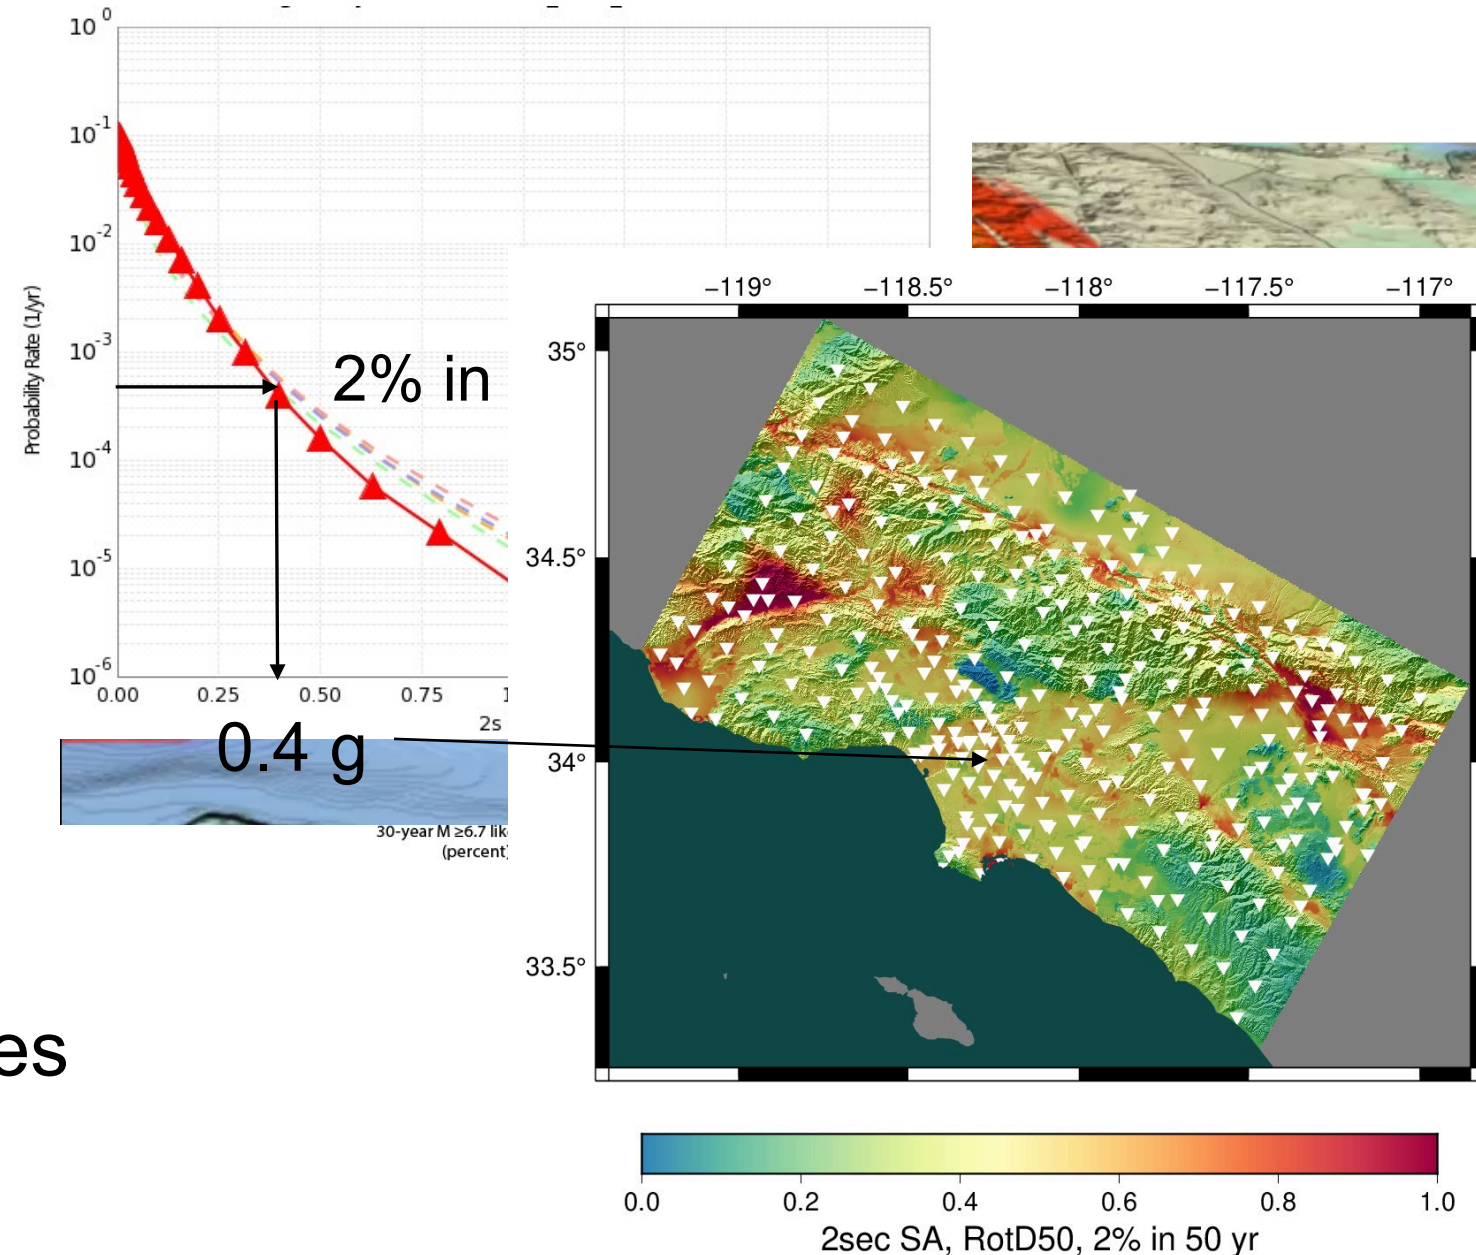 10 0
10 -1
10 -2
10 -3
10 -4
10 -5
10 -6
Probability Rate (1/yr)
2% in
0.00 0.25 0.50 0.75 1
2s
0.4 g
30-year M ≥6.7 lik
(percent)
es
−119° −118.5° −118° −117.5° −117°
35°
34.5°
34°
33.5°
0.0 0.2 0.4 0.6 0.8 1.0
2sec SA, RotD50, 2% in 50 yr